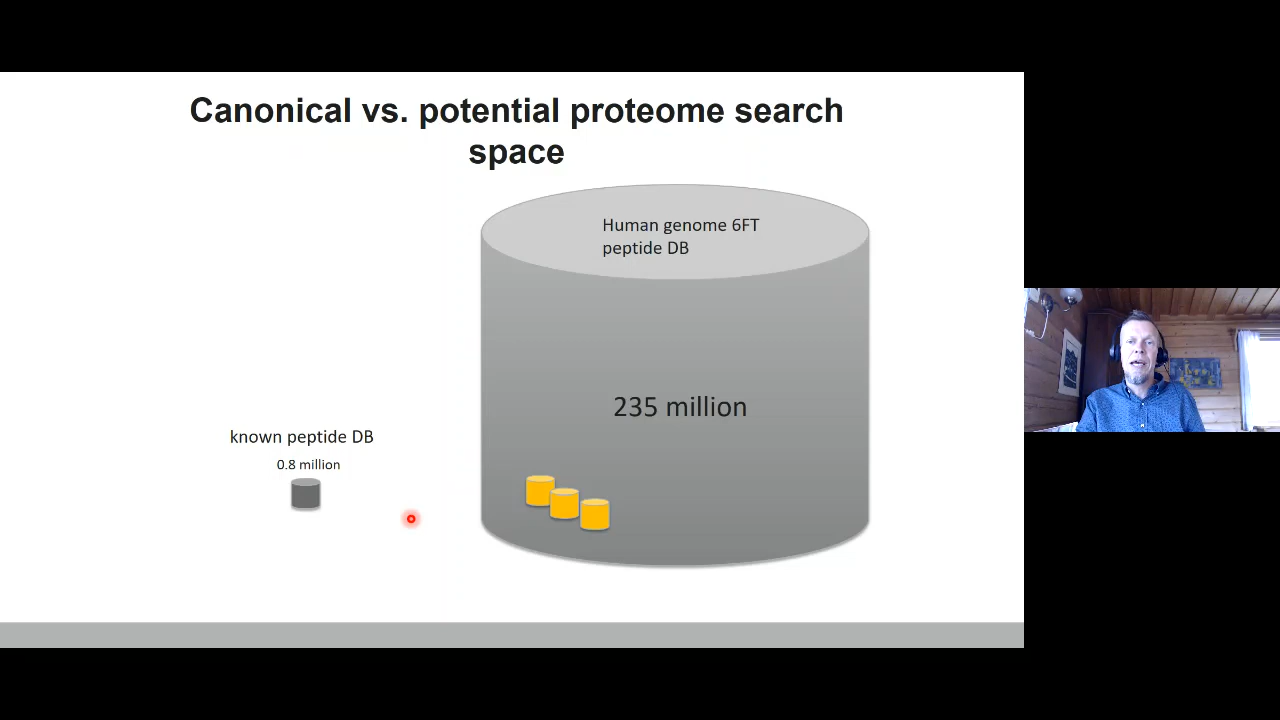 Canonical vs. potential proteome search
space
Human genome 6FT
peptide DB
235 million
known peptide DB
0.8 million